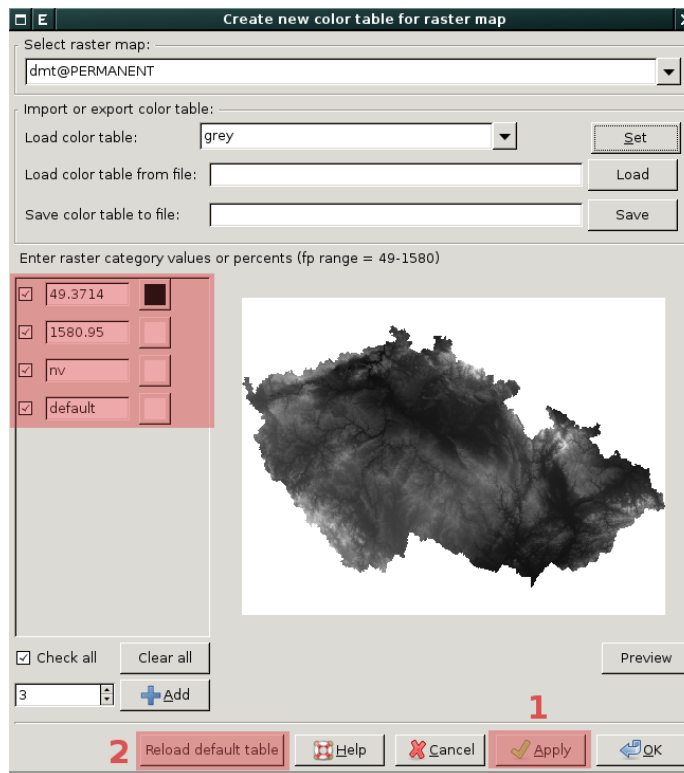 Create new color table for raster map
Select raster map:
dmt@PERMANENT
Import or export color table:
Load color table:
grey
Set
Load color table from file:
Load
Save color table to file:
Save
Enter raster category values or percents (fp range = 49-1580)
49.3714
1580.95
nv
default
Check all
Clear all
Preview
3
Add
1
2
Reload default table
Help
Cancel
Apply
OK